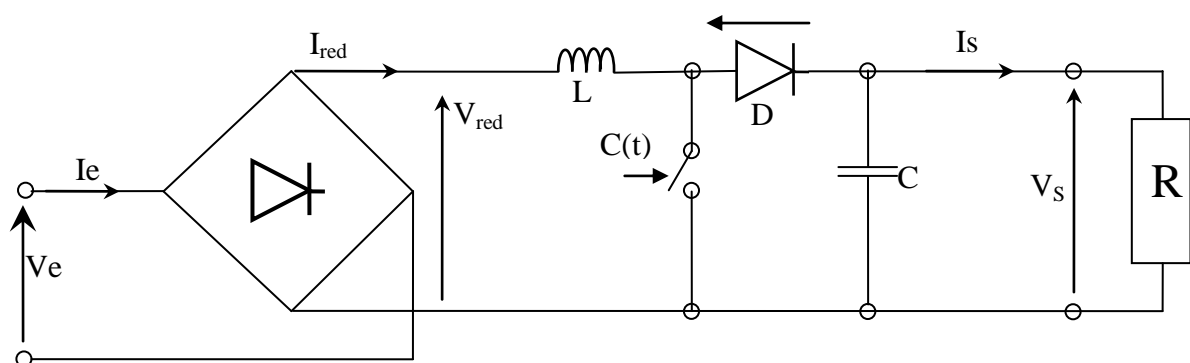 I_red
Is
L
V_red
D
C(t)
Ie
C
V_S
R
Ve